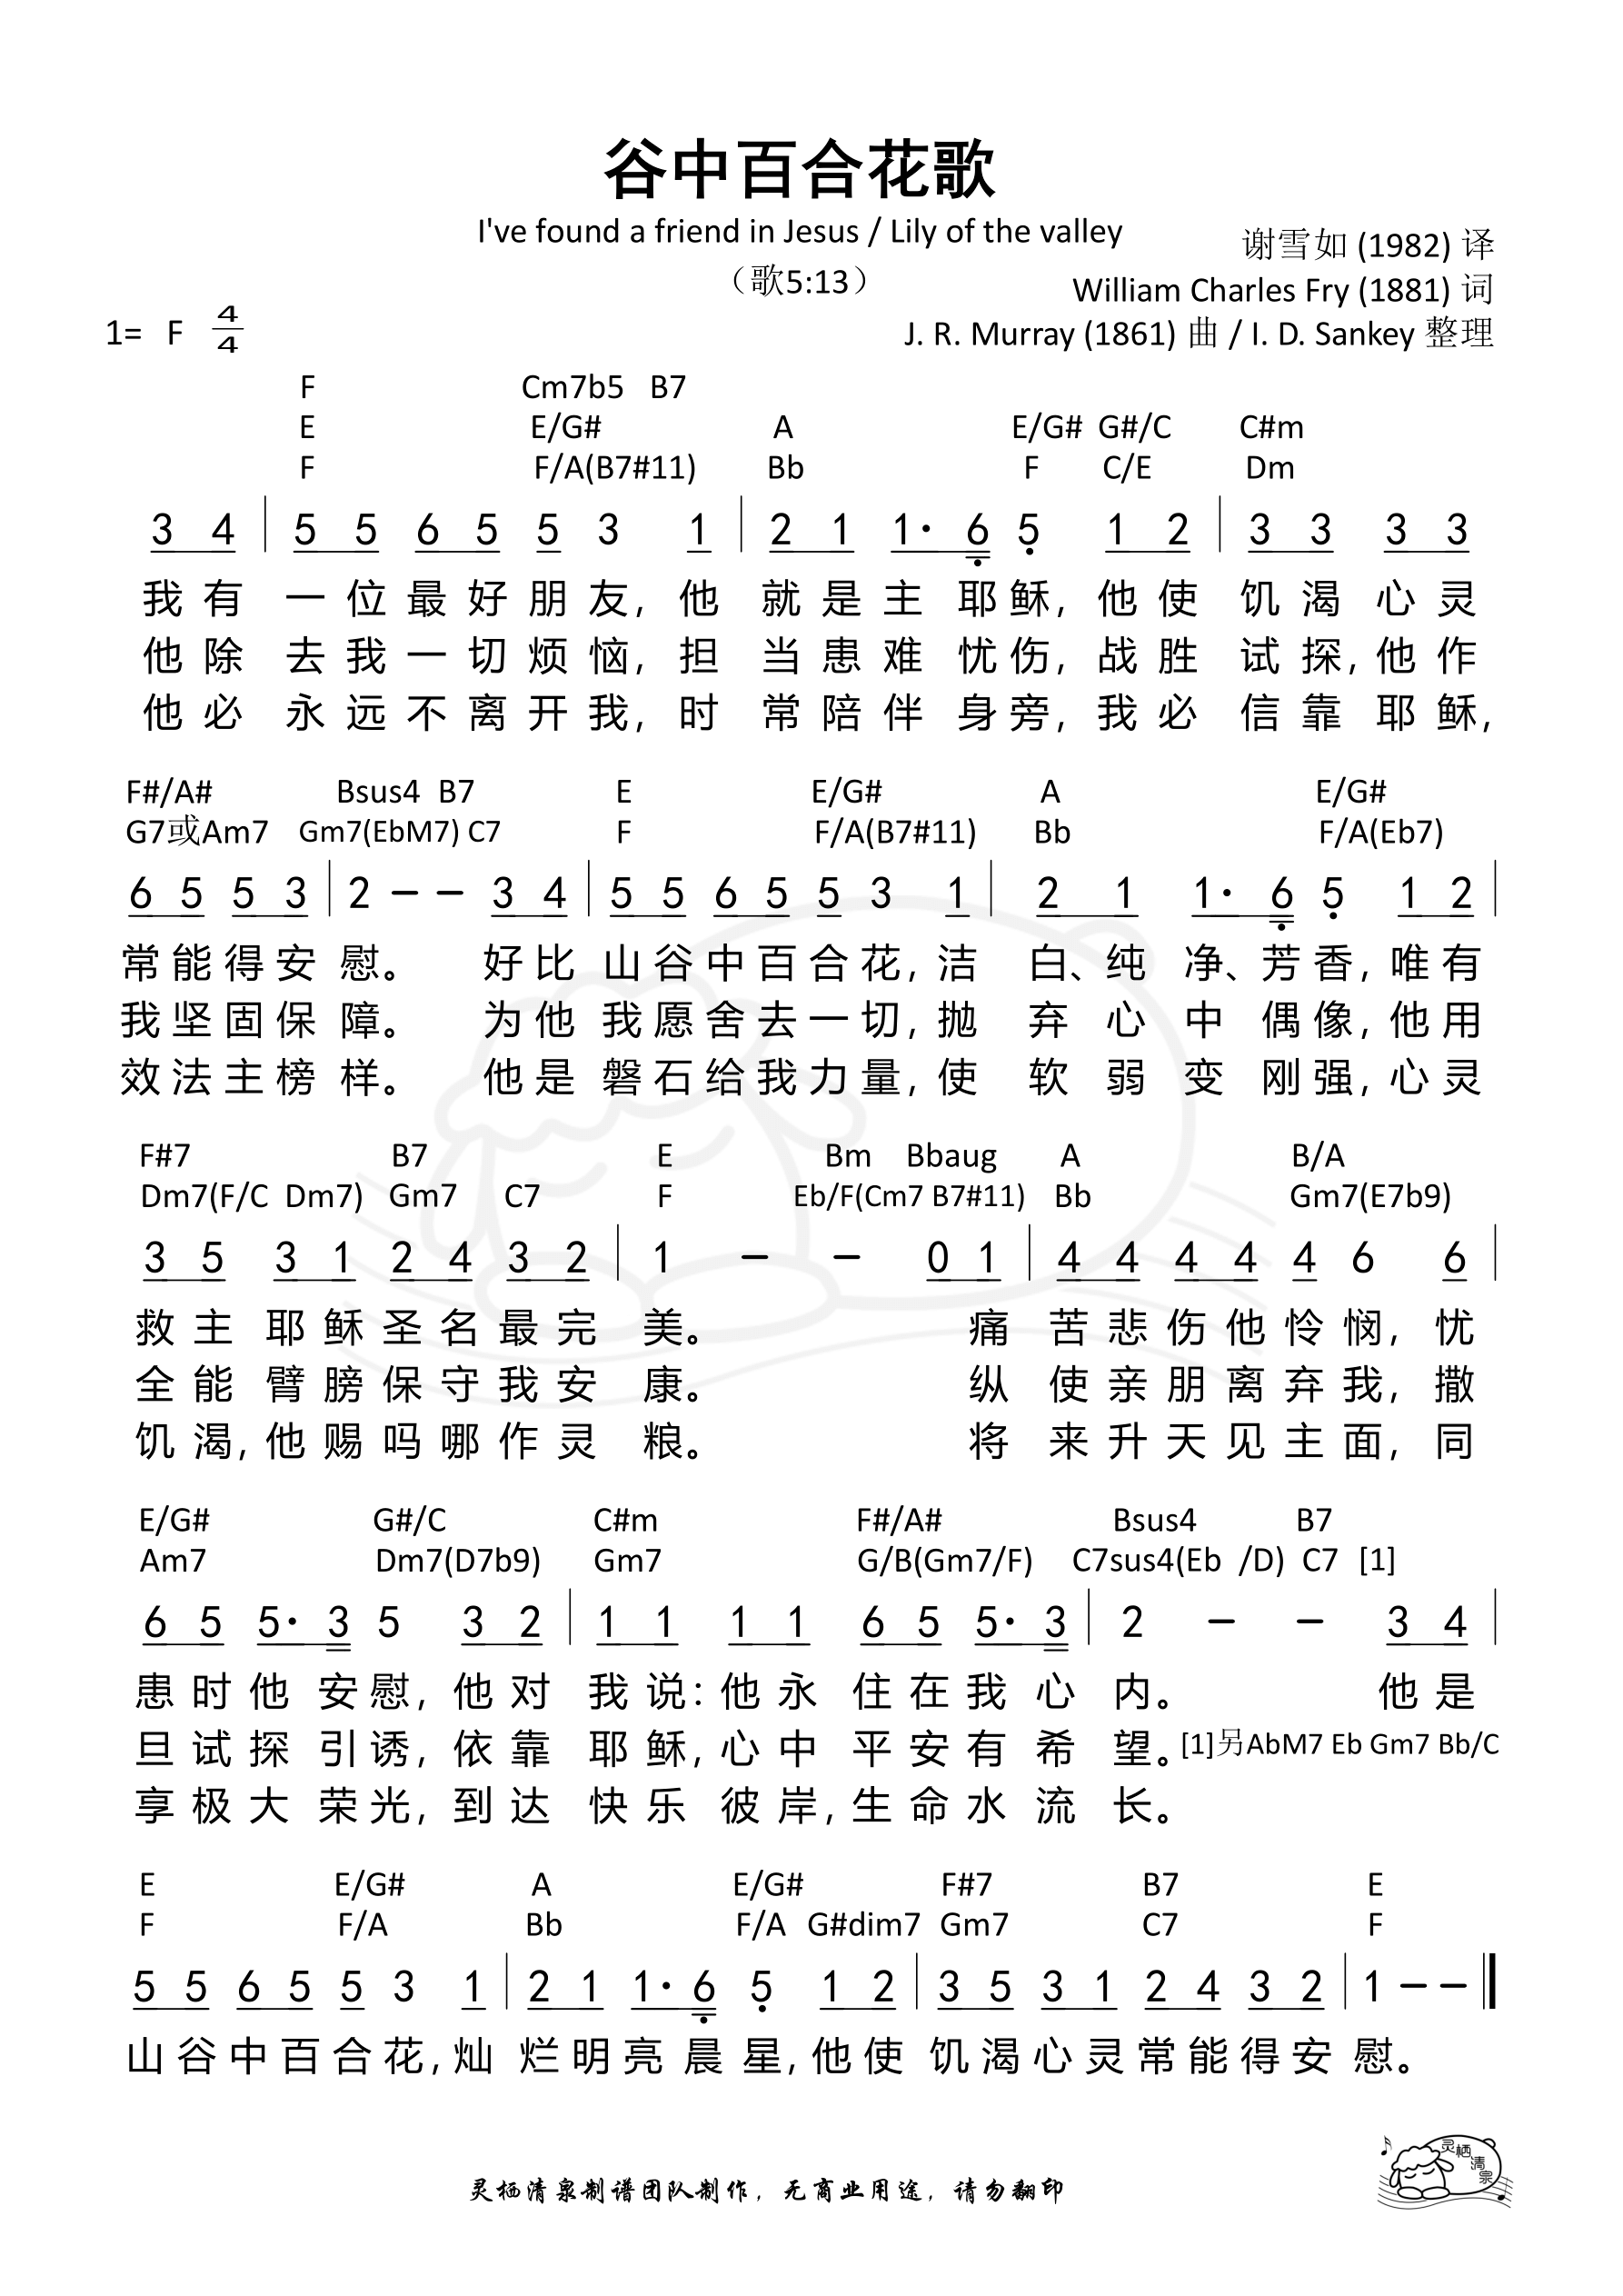 谷中百合花歌
I've found a friend in Jesus / Lily of the valley
（歌5:13）
谢雪如 (1982) 译
William Charles Fry (1881) 词
J. R. Murray (1861) 曲 / I. D. Sankey 整理
1= F 4/4
F Cm7b5 B7
E E/G# A E/G# G#/C C#m
F F/A(B7#11) Bb F C/E Dm
3 4 | 5 5 6 5 5 3 1 | 2 1 1· 6 5 1 2 | 3 3 3 3
我有一位最好朋友，他就是主耶稣，他使饥渴心灵
他除去我一切烦恼，担当患难忧伤，战胜试探，他作
他必永远不离开我，时常陪伴身旁，我必信靠耶稣，
F#/A# Bsus4 B7 E E/G# A E/G#
G7或Am7 Gm7(EbM7) C7 F F/A(B7#11) Bb F/A(Eb7)
6 5 5 3 | 2 – – 3 4 | 5 5 6 5 5 3 1 | 2 1 1· 6 5 1 2 |
常能得安慰。好比山谷中百合花，洁白、纯净、芳香，唯有
我坚固保障。为他我愿舍去一切，抛弃心中偶像，他用
效法主榜样。他是磐石给我力量，使软弱变刚强，心灵
F#7 B7 E Bm Bbaug A B/A
Dm7(F/C Dm7) Gm7 C7 F Eb/F(Cm7 B7#11) Bb Gm7(E7b9)
3 5 3 1 2 4 3 2 | 1 – – 0 1 | 4 4 4 4 4 6 6 |
救主耶稣圣名最完美。痛苦悲伤他怜悯，忧
全能臂膀保守我安康。纵使亲朋离弃我，撒
饥渴，他赐吗哪作灵粮。将来升天见主面，同
E/G# G#/C C#m F#/A# Bsus4 B7
Am7 Dm7(D7b9) Gm7 G/B(Gm7/F) C7sus4(Eb /D) C7 [1]
6 5 5· 3 5 3 2 | 1 1 1 1 6 5 5· 3 | 2 – – 3 4 |
患时他安慰，他对我说：他永住在我心内。他是
旦试探引诱，依靠耶稣，心中平安有希望。[1]另AbM7 Eb Gm7 Bb/C
享极大荣光，到达快乐彼岸，生命水流长。
E E/G# A E/G# F#7 B7 E
F F/A Bb F/A G#dim7 Gm7 C7 F
5 5 6 5 5 3 1 | 2 1 1· 6 5 1 2 | 3 5 3 1 2 4 3 2 | 1 – – ‖
山谷中百合花，灿烂明亮晨星，他使饥渴心灵常能得安慰。
灵栖清泉制谱团队制作，无商业用途，请勿翻印
灵栖清泉